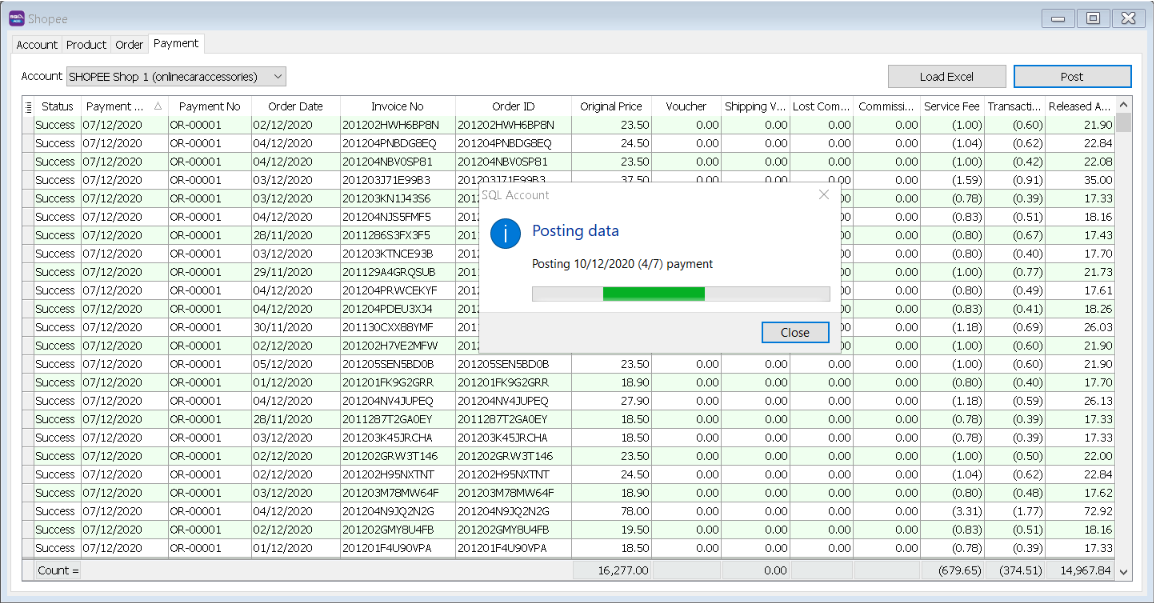 Shopee
Account Product Order Payment
Account SHOPEE Shop 1 (onlinecaraccessories) Load Excel Post
Status Payment ... Payment No Order Date Invoice No Order ID Original Price Voucher Shipping V... Lost Com... Commissi... Service Fee Transacti... Released A...
Success 07/12/2020 OR-00001 02/12/2020 201202HWH6BP8N 201202HWH6BP8N 23.50 0.00 0.00 0.00 0.00 (1.00) (0.60) 21.90
Success 07/12/2020 OR-00001 04/12/2020 201204PNBDG8EQ 201204PNBDG8EQ 24.50 0.00 0.00 0.00 0.00 (1.04) (0.62) 22.84
Success 07/12/2020 OR-00001 04/12/2020 201204NBV0SP81 201204NBV0SP81 23.50 0.00 0.00 0.00 0.00 (1.00) (0.42) 22.08
Success 07/12/2020 OR-00001 03/12/2020 201203J71E99B3 201203J71E99B3 37.50 0.00 0.00 0.00 0.00 (1.59) (0.91) 35.00
Success 07/12/2020 OR-00001 03/12/2020 201203KN1J43S6 (0.78) (0.39) 17.33
Success 07/12/2020 OR-00001 04/12/2020 201204NJS5FMF5 0.00 (0.83) (0.51) 18.16
Success 07/12/2020 OR-00001 28/11/2020 2011286S3FX3F5 0.00 (0.80) (0.67) 17.43
Success 07/12/2020 OR-00001 03/12/2020 201203KTNCE93B 0.00 (0.80) (0.40) 17.70
Success 07/12/2020 OR-00001 29/11/2020 201129A4GRQSUB 0.00 (1.00) (0.77) 21.73
Success 07/12/2020 OR-00001 04/12/2020 201204PRWCEKYF 0.00 (0.80) (0.49) 17.61
Success 07/12/2020 OR-00001 04/12/2020 201204PDEU3XJ4 0.00 (0.83) (0.41) 18.26
Success 07/12/2020 OR-00001 30/11/2020 201130CXX88YMF 0.00 (1.18) (0.69) 26.03
Success 07/12/2020 OR-00001 02/12/2020 201202H7VE2MFW 0.00 (1.00) (0.60) 21.90
Success 07/12/2020 OR-00001 05/12/2020 201205SEN5BD0B 201205SEN5BD0B 23.50 0.00 0.00 0.00 0.00 (1.00) (0.60) 21.90
Success 07/12/2020 OR-00001 01/12/2020 201201FK9G2GRR 201201FK9G2GRR 18.90 0.00 0.00 0.00 0.00 (0.80) (0.40) 17.70
Success 07/12/2020 OR-00001 04/12/2020 201204NV4JUPEQ 201204NV4JUPEQ 27.90 0.00 0.00 0.00 0.00 (1.18) (0.59) 26.13
Success 07/12/2020 OR-00001 28/11/2020 2011287T2GA0EY 2011287T2GA0EY 18.50 0.00 0.00 0.00 0.00 (0.78) (0.39) 17.33
Success 07/12/2020 OR-00001 03/12/2020 201203K45JRCHA 201203K45JRCHA 18.50 0.00 0.00 0.00 0.00 (0.78) (0.39) 17.33
Success 07/12/2020 OR-00001 02/12/2020 201202GRW3T146 201202GRW3T146 23.50 0.00 0.00 0.00 0.00 (1.00) (0.50) 22.00
Success 07/12/2020 OR-00001 02/12/2020 201202H95NXTNT 201202H95NXTNT 24.50 0.00 0.00 0.00 0.00 (1.04) (0.62) 22.84
Success 07/12/2020 OR-00001 03/12/2020 201203M78MW64F 201203M78MW64F 18.90 0.00 0.00 0.00 0.00 (0.80) (0.48) 17.62
Success 07/12/2020 OR-00001 04/12/2020 201204N9JQ2N2G 201204N9JQ2N2G 78.00 0.00 0.00 0.00 0.00 (3.31) (1.77) 72.92
Success 07/12/2020 OR-00001 02/12/2020 201202GMY8U4FB 201202GMY8U4FB 19.50 0.00 0.00 0.00 0.00 (0.83) (0.51) 18.16
Success 07/12/2020 OR-00001 01/12/2020 201201F4U90VPA 201201F4U90VPA 18.50 0.00 0.00 0.00 0.00 (0.78) (0.39) 17.33
Count = 16,277.00 0.00 (679.65) (374.51) 14,967.84
SQL Account
Posting data
Posting 10/12/2020 (4/7) payment
Close